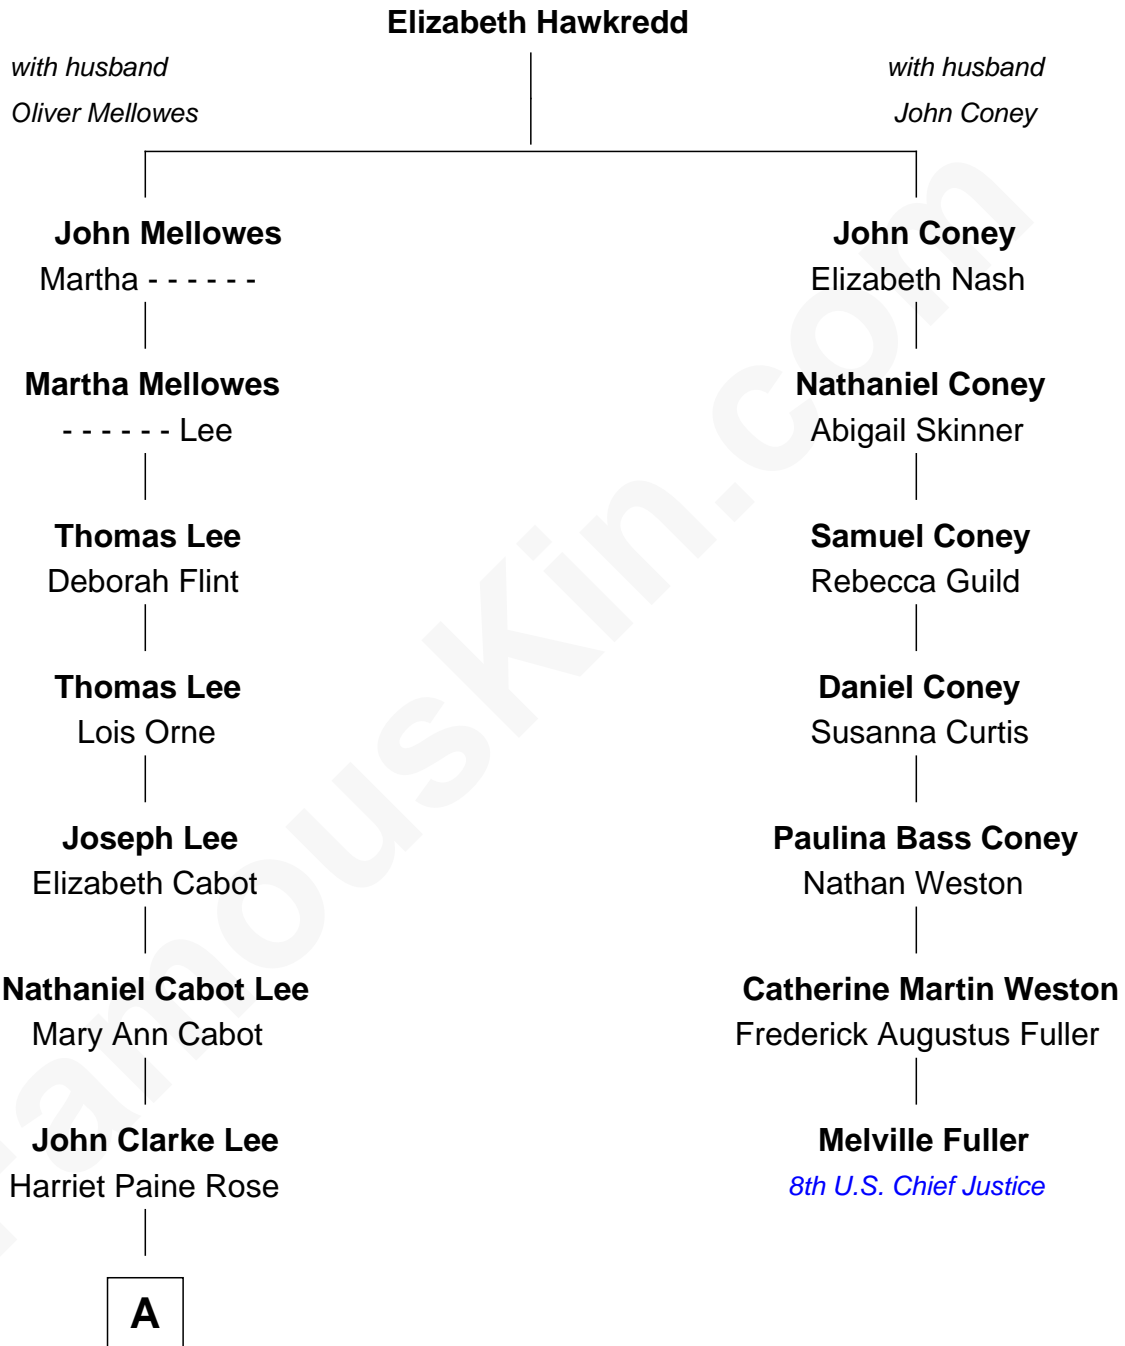 Elizabeth Hawkredd
with husband
Oliver Mellowes
with husband
John Coney
John Mellowes
Martha - - - - - -
John Coney
Elizabeth Nash
Martha Mellowes
- - - - - - Lee
Nathaniel Coney
Abigail Skinner
Thomas Lee
Deborah Flint
Samuel Coney
Rebecca Guild
Thomas Lee
Lois Orne
Daniel Coney
Susanna Curtis
Joseph Lee
Elizabeth Cabot
Paulina Bass Coney
Nathan Weston
Nathaniel Cabot Lee
Mary Ann Cabot
Catherine Martin Weston
Frederick Augustus Fuller
John Clarke Lee
Harriet Paine Rose
Melville Fuller
8th U.S. Chief Justice
A
FamousKin.com